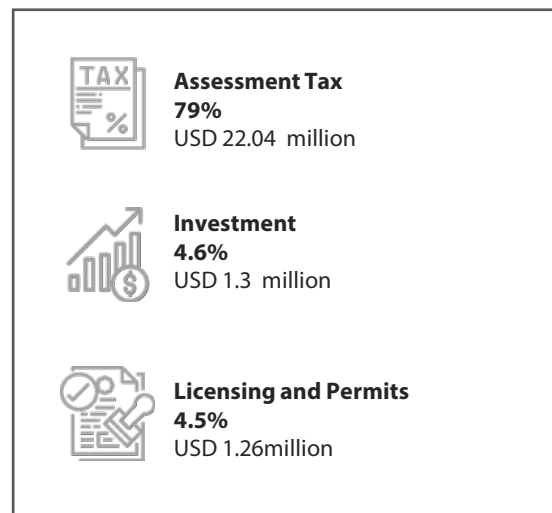 TAX
%
Assessment Tax
79%
USD 22.04 million
$
Investment
4.6%
USD 1.3 million
Licensing and Permits
4.5%
USD 1.26million